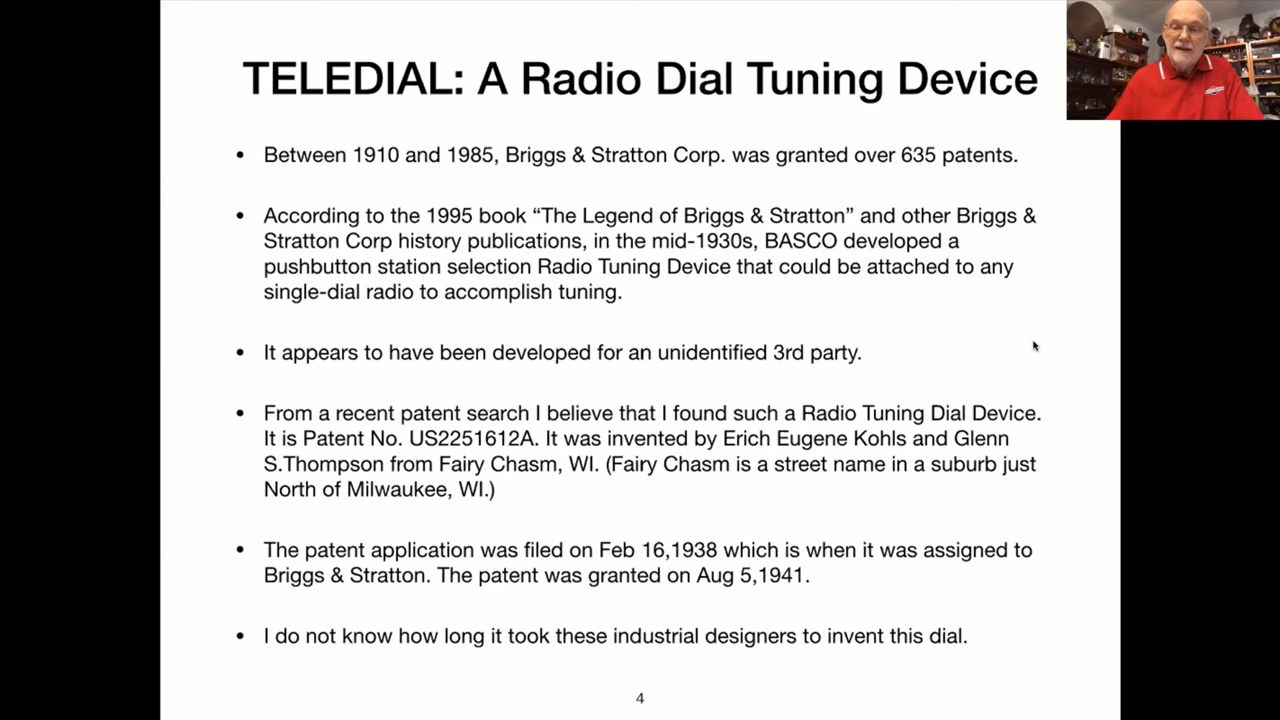 TELEDIAL: A Radio Dial Tuning Device
• Between 1910 and 1985, Briggs & Stratton Corp. was granted over 635 patents.
• According to the 1995 book “The Legend of Briggs & Stratton” and other Briggs &
Stratton Corp history publications, in the mid-1930s, BASCO developed a
pushbutton station selection Radio Tuning Device that could be attached to any
single-dial radio to accomplish tuning.
• It appears to have been developed for an unidentified 3rd party.
• From a recent patent search I believe that I found such a Radio Tuning Dial Device.
It is Patent No. US2251612A. It was invented by Erich Eugene Kohls and Glenn
S.Thompson from Fairy Chasm, WI. (Fairy Chasm is a street name in a suburb just
North of Milwaukee, WI.)
• The patent application was filed on Feb 16,1938 which is when it was assigned to
Briggs & Stratton. The patent was granted on Aug 5,1941.
• I do not know how long it took these industrial designers to invent this dial.
4